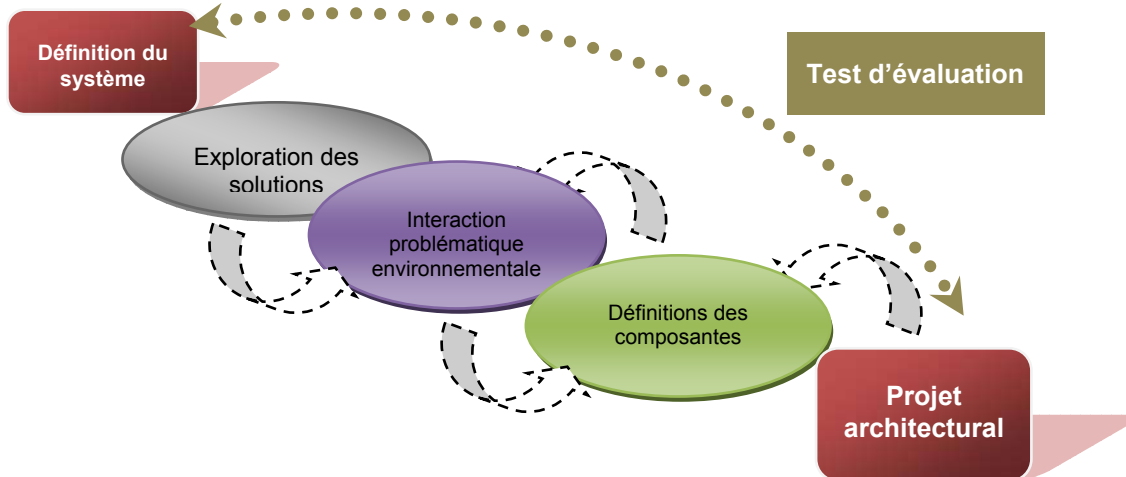 Définition du
système
Test d’évaluation
Exploration des
solutions
Interaction
problématique
environnementale
Définitions des
composantes
Projet
architectural